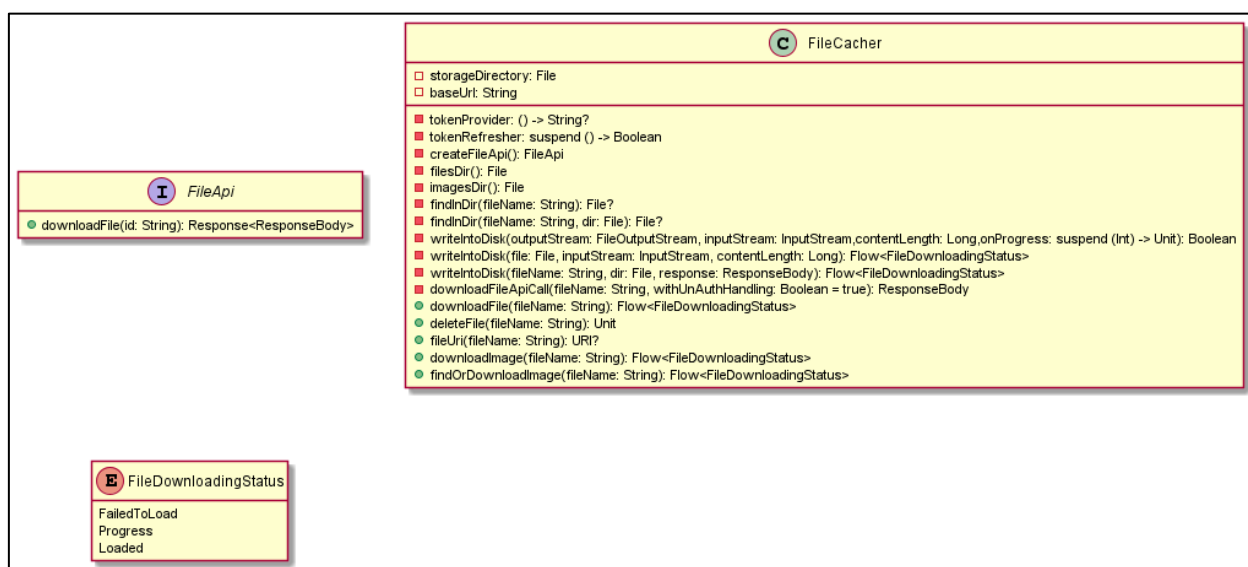 I FileApi
downloadFile(id: String): Response<ResponseBody>
C FileCacher
storageDirectory: File
baseUrl: String
tokenProvider: () -> String?
tokenRefresher: suspend () -> Boolean
createFileApi(): FileApi
filesDir(): File
imagesDir(): File
findInDir(fileName: String): File?
findInDir(fileName: String, dir: File): File?
writeIntoDisk(outputStream: FileOutputStream, inputStream: InputStream,contentLength: Long,onProgress: suspend (Int) -> Unit): Boolean
writeIntoDisk(file: File, inputStream: InputStream, contentLength: Long): Flow<FileDownloadingStatus>
writeIntoDisk(fileName: String, dir: File, response: ResponseBody): Flow<FileDownloadingStatus>
downloadFileApiCall(fileName: String, withUnAuthHandling: Boolean = true): ResponseBody
downloadFile(fileName: String): Flow<FileDownloadingStatus>
deleteFile(fileName: String): Unit
fileUri(fileName: String): URI?
downloadImage(fileName: String): Flow<FileDownloadingStatus>
findOrDownloadImage(fileName: String): Flow<FileDownloadingStatus>
E FileDownloadingStatus
FailedToLoad
Progress
Loaded